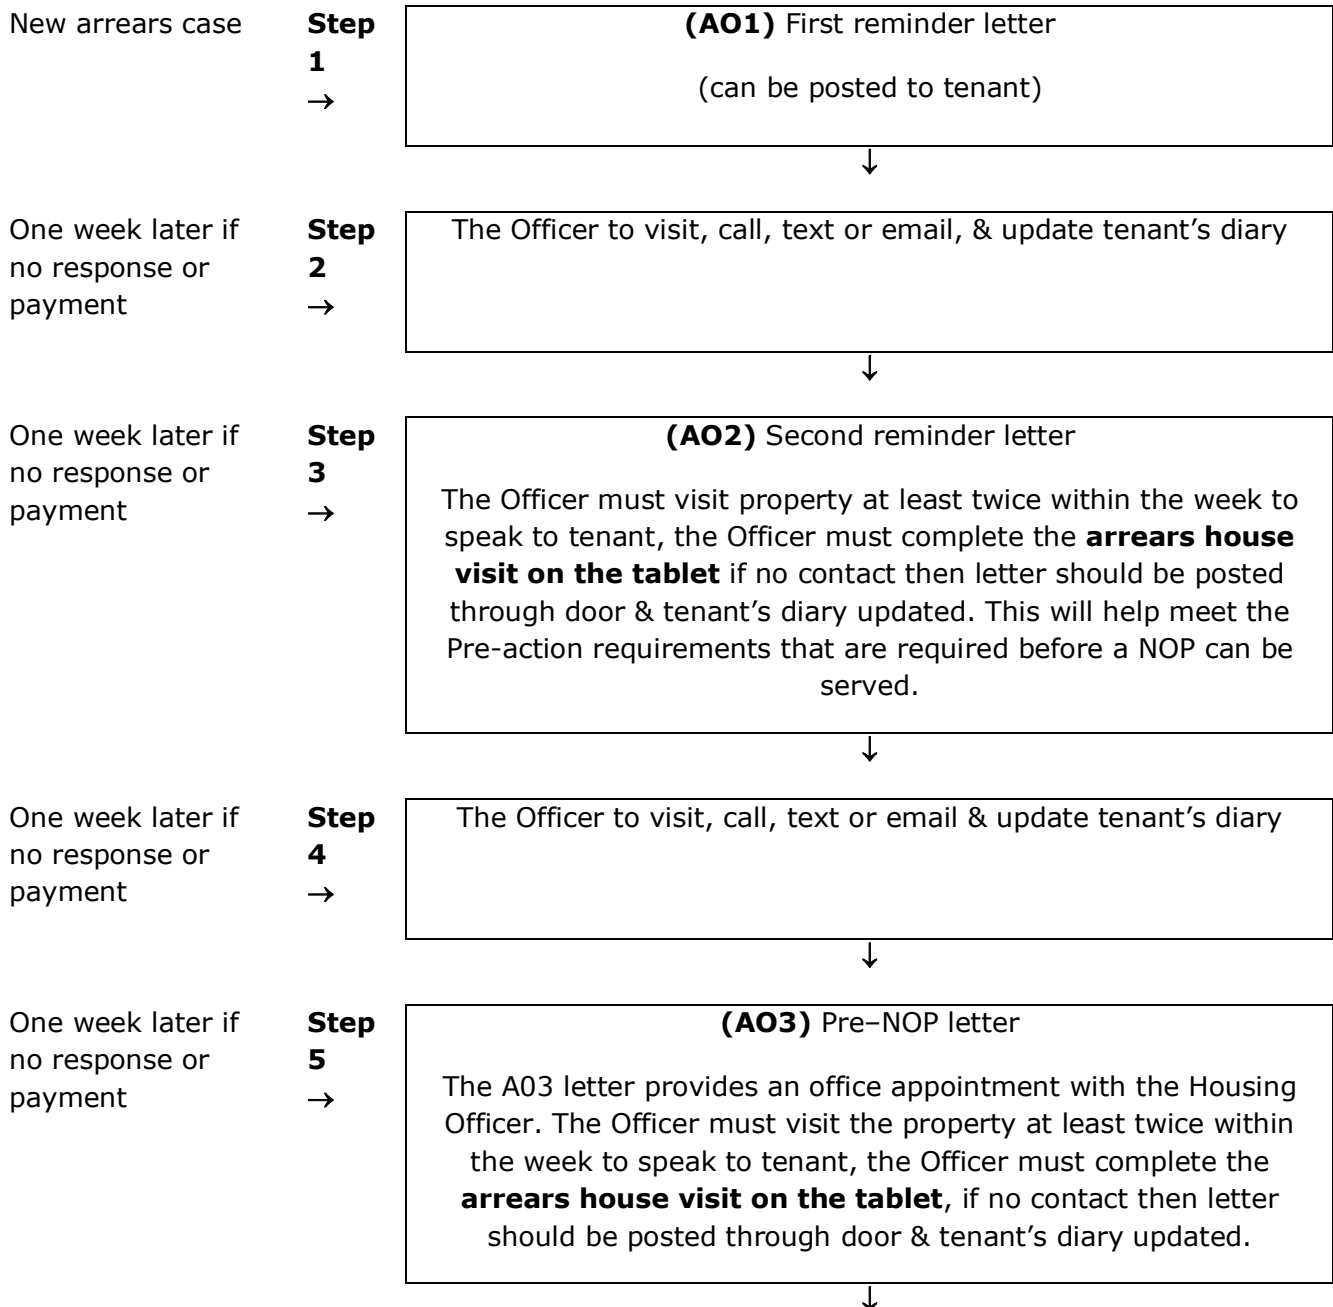 New arrears case
Step
1
→
(AO1) First reminder letter
(can be posted to tenant)
↓
One week later if
no response or
payment
Step
2
→
The Officer to visit, call, text or email, & update tenant’s diary
↓
One week later if
no response or
payment
Step
3
→
(AO2) Second reminder letter
The Officer must visit property at least twice within the week to
speak to tenant, the Officer must complete the arrears house
visit on the tablet if no contact then letter should be posted
through door & tenant’s diary updated. This will help meet the
Pre-action requirements that are required before a NOP can be
served.
↓
One week later if
no response or
payment
Step
4
→
The Officer to visit, call, text or email & update tenant’s diary
↓
One week later if
no response or
payment
Step
5
→
(AO3) Pre–NOP letter
The A03 letter provides an office appointment with the Housing
Officer. The Officer must visit the property at least twice within
the week to speak to tenant, the Officer must complete the
arrears house visit on the tablet, if no contact then letter
should be posted through door & tenant’s diary updated.
↓